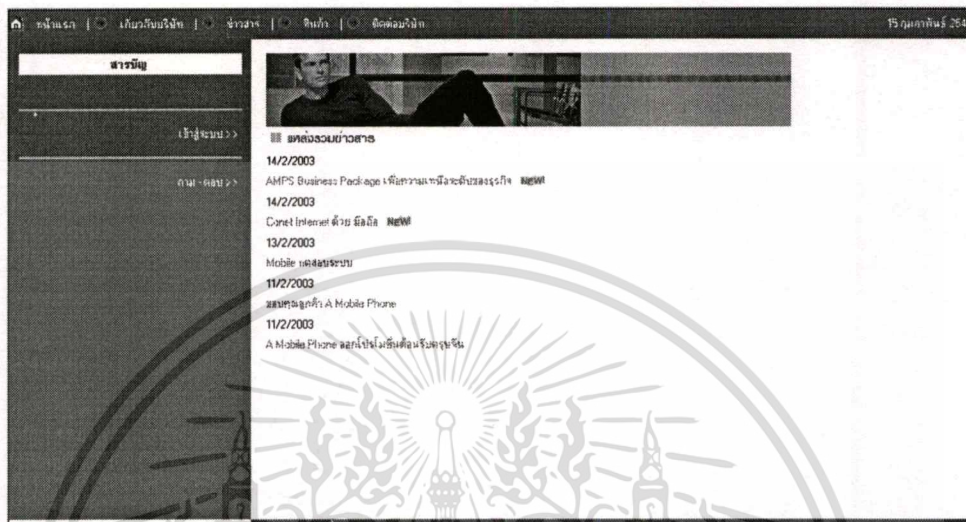 หน้าแรก | เกี่ยวกับบริษัท | ข่าวสาร | สินค้า | ติดต่อบริษัท 15 กุมภาพันธ์ 254
สารบัญ
เข้าสู่ระบบ >>
ถาม - ตอบ >>
แหล่งรวมข่าวสาร
14/2/2003
AMPS Business Package เพื่อความเหนือระดับของธุรกิจ NEW!
14/2/2003
Internet ด้วย มือถือ NEW!
13/2/2003
Mobile ทดสอบระบบ
11/2/2003
ขอบคุณลูกค้า A Mobile Phone
11/2/2003
A Mobile Phone ออกโปรโมชั่นต้อนรับตรุษจีน